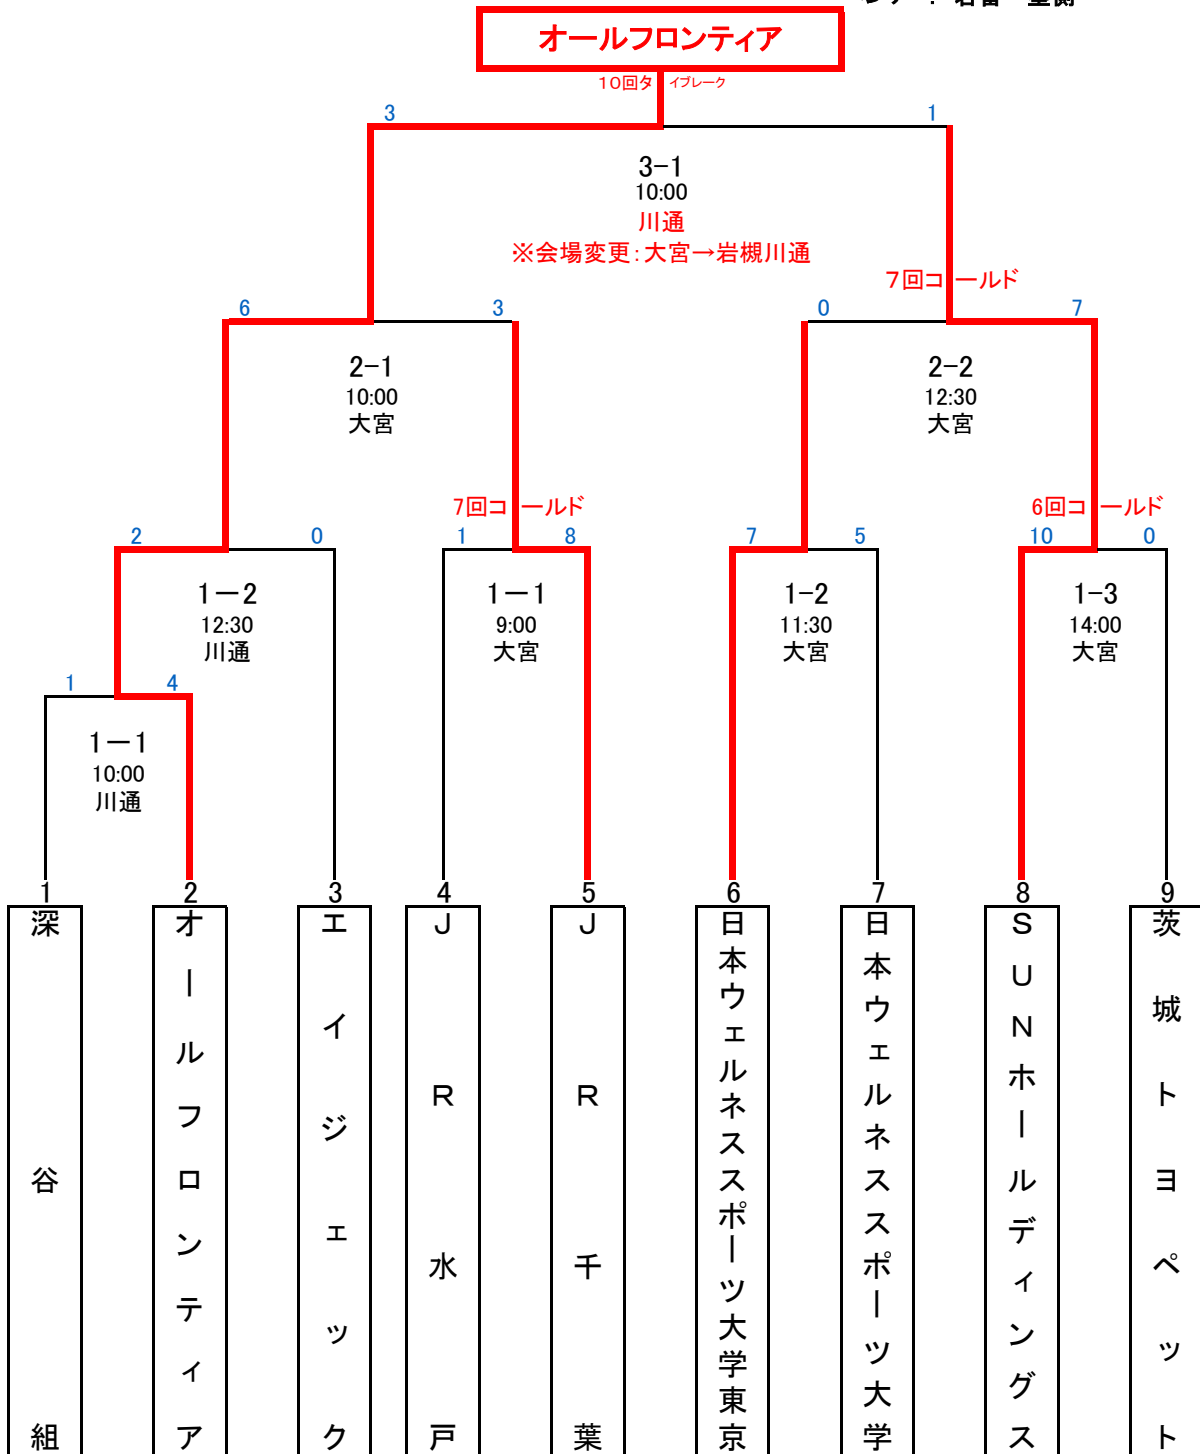 オールフロンティア
10回タイブレーク
3 1
3-1
10:00
川通
※会場変更:大宮→岩槻川通
7回コールド
6 3 0 7
2-1 2-2
10:00 12:30
大宮 大宮
7回コールド 6回コールド
2 0 1 8 7 5 10 0
1ー2 1ー1 1-2 1-3
12:30 9:00 11:30 14:00
川通 大宮 大宮 大宮
1 4
1ー1
10:00
川通
1 2 3 4 5 6 7 8 9
深谷組
オールフロンティア
エイジェック
JR水戸
JR千葉
日本ウェルネススポーツ大学東京
日本ウェルネススポーツ大学
SUNホールディングス
茨城トヨペット